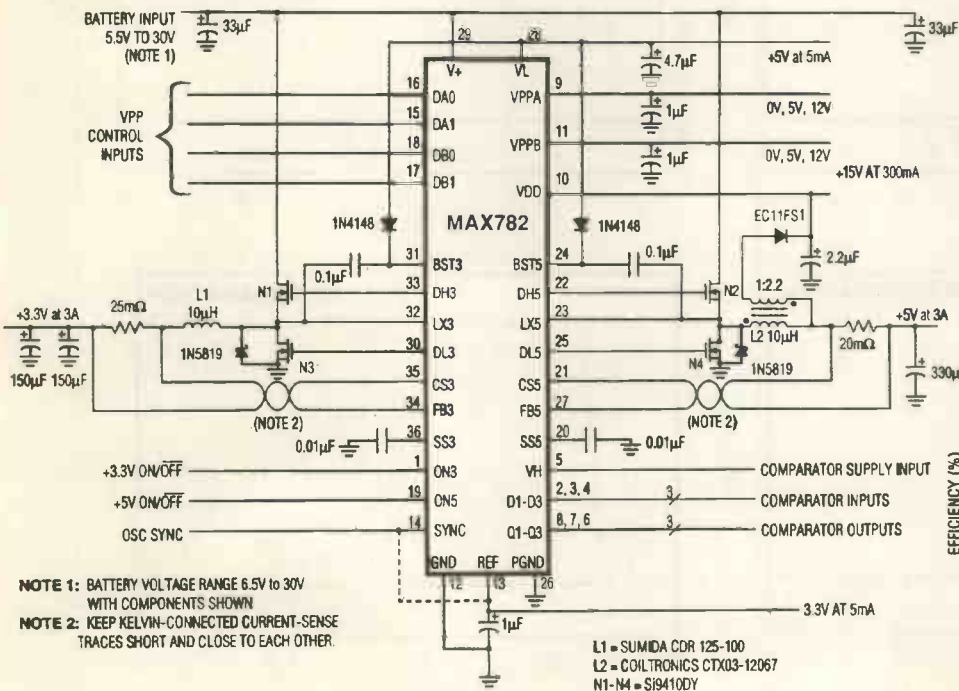 BATTERY INPUT
5.5V TO 30V
(NOTE 1)
33µF
33µF
29
28
V+
VL
4.7µF
+5V at 5mA
VPP
CONTROL
INPUTS
16
DA0
15
DA1
18
DB0
17
DB1
9
VPPA
1µF
0V, 5V, 12V
11
VPPB
1µF
0V, 5V, 12V
10
VDD
+15V AT 300mA
MAX782
1N4148
1N4148
EC11FS1
2.2µF
0.1µF
0.1µF
31
BST3
24
BST5
N1
33
DH3
22
DH5
N2
1:2.2
+3.3V at 3A
25mΩ
L1
10µH
32
LX3
23
LX5
L2 10µH
+5V at 3A
20mΩ
150µF
150µF
1N5819
N3
30
DL3
25
DL5
N4
1N5819
330µ
35
CS3
21
CS5
34
FB3
27
FB5
(NOTE 2)
(NOTE 2)
0.01µF
36
SS3
20
SS5
0.01µF
+3.3V ON/OFF
1
ON3
5
VH
COMPARATOR SUPPLY INPUT
+5V ON/OFF
19
ON5
2, 3, 4
D1-D3
3
COMPARATOR INPUTS
OSC SYNC
14
SYNC
8, 7, 6
Q1-Q3
3
COMPARATOR OUTPUTS
EFFICIENCY (%)
GND
REF
PGND
12
13
26
1µF
3.3V AT 5mA
NOTE 1: BATTERY VOLTAGE RANGE 6.5V to 30V
WITH COMPONENTS SHOWN
NOTE 2: KEEP KELVIN-CONNECTED CURRENT-SENSE
TRACES SHORT AND CLOSE TO EACH OTHER.
L1 = SUMIDA CDR 125-100
L2 = COILTRONICS CTX03-12067
N1-N4 = Si9410DY